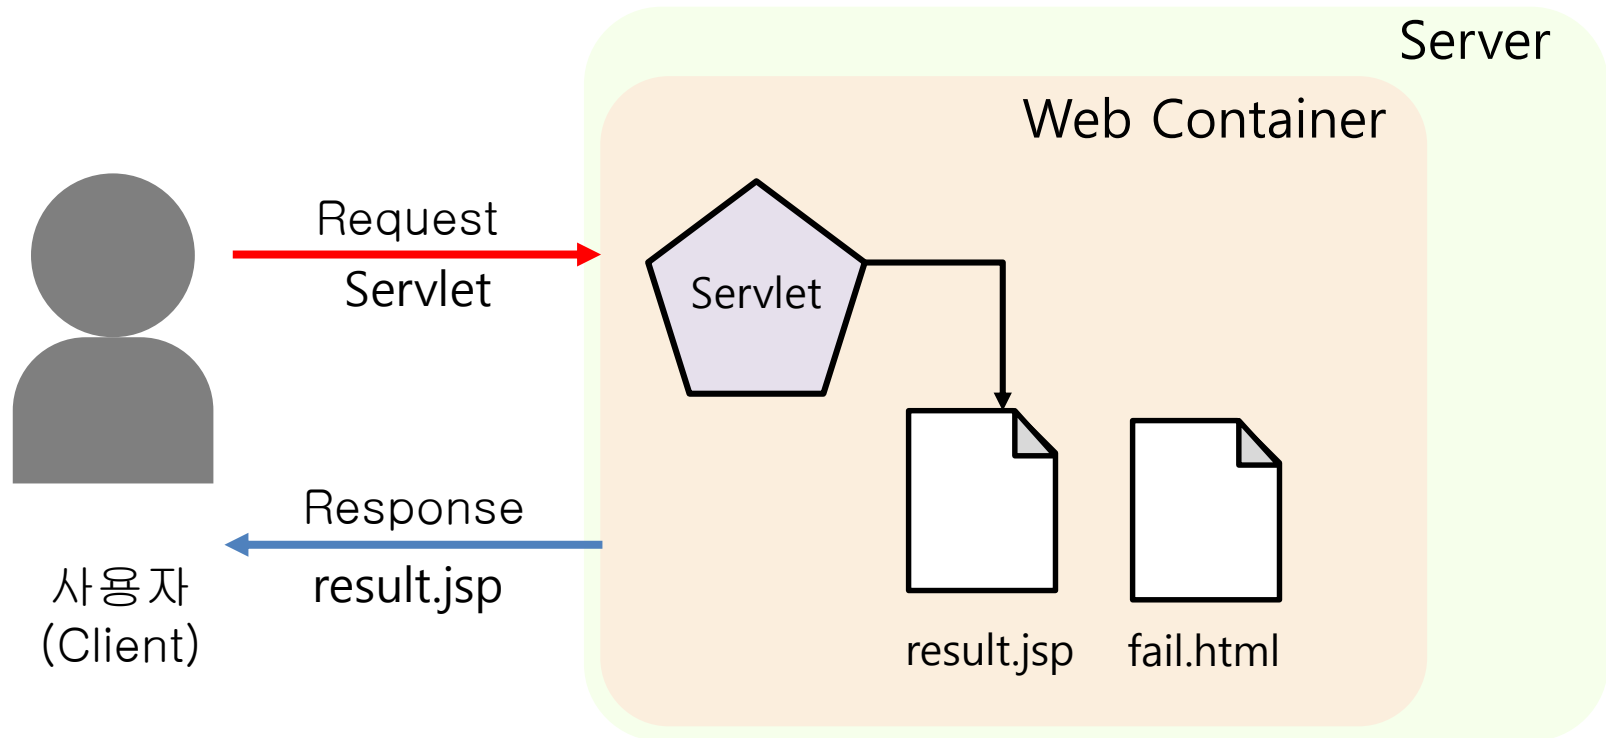 Server
Web Container
Request
Servlet
Servlet
Response
result.jsp
사용자
(Client)
result.jsp
fail.html